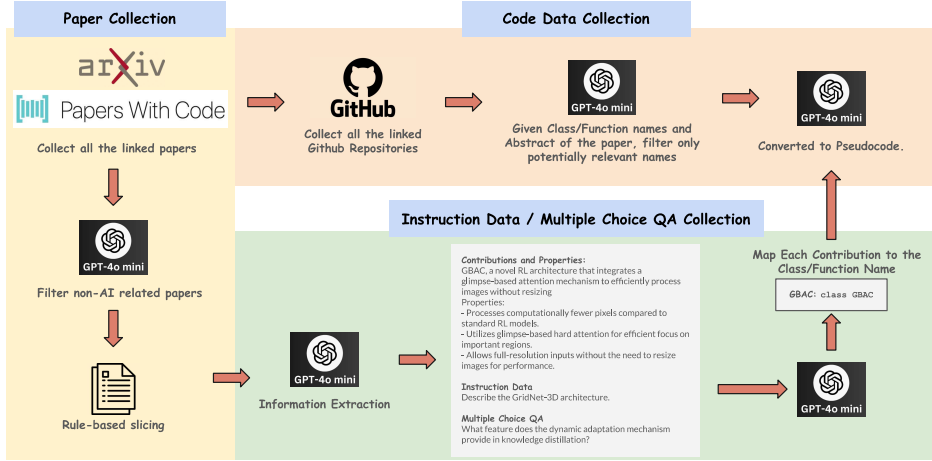 Paper Collection
arXiv
Papers With Code
Collect all the linked papers
GPT-4o mini
Filter non-AI related papers
Rule-based slicing
Code Data Collection
GitHub
Collect all the linked
Github Repositories
GPT-4o mini
Given Class/Function names and
Abstract of the paper, filter only
potentially relevant names
GPT-4o mini
Converted to Pseudocode.
Instruction Data / Multiple Choice QA Collection
GPT-4o mini
Information Extraction
Contributions and Properties:
GBAC, a novel RL architecture that integrates a
glimpse-based attention mechanism to efficiently process
images without resizing
Properties:
- Processes computationally fewer pixels compared to
standard RL models.
- Utilizes glimpse-based hard attention for efficient focus on
important regions.
- Allows full-resolution inputs without the need to resize
images for performance.
Instruction Data
Describe the GridNet-3D architecture.
Multiple Choice QA
What feature does the dynamic adaptation mechanism
provide in knowledge distillation?
Map Each Contribution to the
Class/Function Name
GBAC: class GBAC
GPT-4o mini